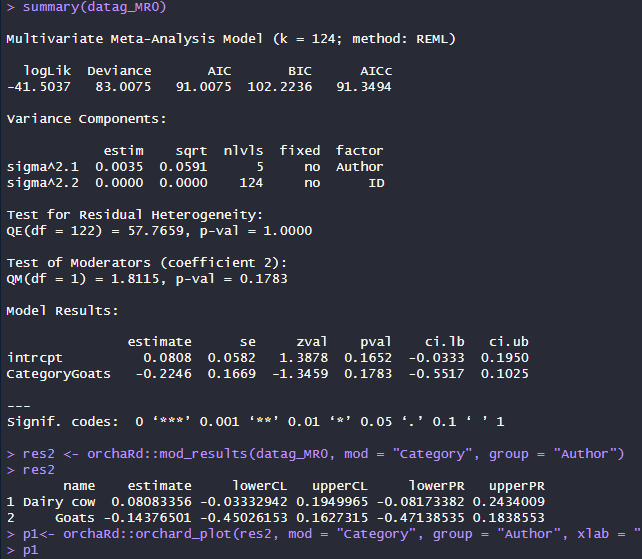 > summary(datag_MRO)
Multivariate Meta-Analysis Model (k = 124; method: REML)
logLik Deviance AIC BIC AICc
-41.5037 83.0075 91.0075 102.2236 91.3494
Variance Components:
estim sqrt nlvls fixed factor
sigma^2.1 0.0035 0.0591 5 no Author
sigma^2.2 0.0000 0.0000 124 no ID
Test for Residual Heterogeneity:
QE(df = 122) = 57.7659, p-val = 1.0000
Test of Moderators (coefficient 2):
QM(df = 1) = 1.8115, p-val = 0.1783
Model Results:
estimate se zval pval ci.lb ci.ub
intrcpt 0.0808 0.0582 1.3878 0.1652 -0.0333 0.1950
CategoryGoats -0.2246 0.1669 -1.3459 0.1783 -0.5517 0.1025
---
Signif. codes: 0 ‘***’ 0.001 ‘**’ 0.01 ‘*’ 0.05 ‘.’ 0.1 ‘ ’ 1
> res2 <- orchaRd::mod_results(datag_MRO, mod = "Category", group = "Author")
> res2
name estimate lowerCL upperCL lowerPR upperPR
1 Dairy cow 0.08083356 -0.03332942 0.1949965 -0.08173382 0.2434009
2 Goats -0.14376501 -0.45026153 0.1627315 -0.47138535 0.1838553
> p1<- orchaRd::orchard_plot(res2, mod = "Category", group = "Author", xlab = "
> p1